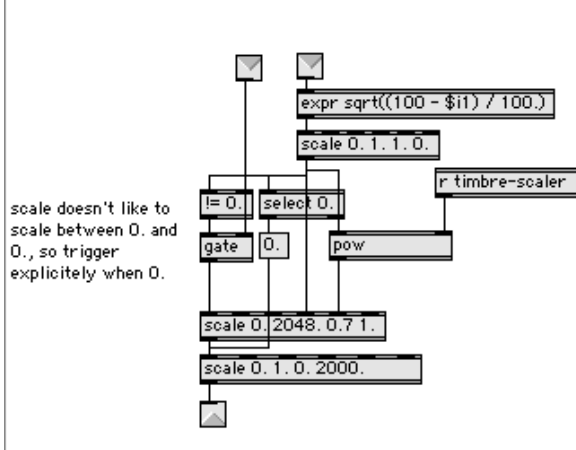 expr sqrt((100 - $i1) / 100.)
scale 0. 1. 1. 0.
r timbre-scaler
!= 0.
select 0.
scale doesn't like to
scale between 0. and
0., so trigger
explicitely when 0.
gate
0.
pow
scale 0. 2048. 0.7 1.
scale 0. 1. 0. 2000.